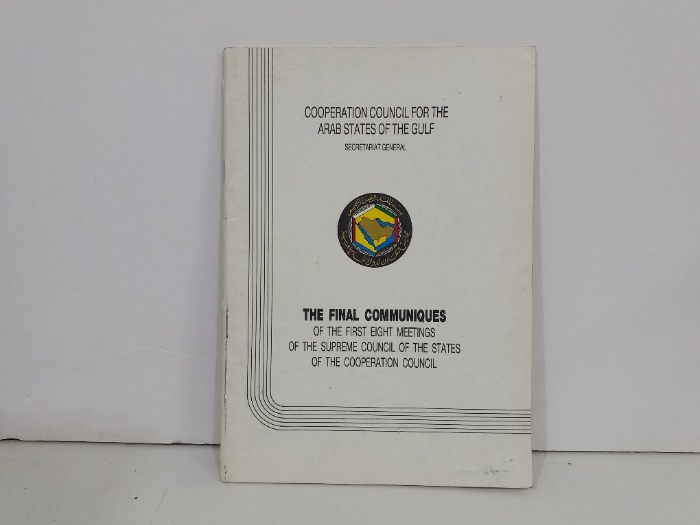 COOPERATION COUNCIL FOR THE
ARAB STATES OF THE GULF
SECRETARIAT GENERAL
THE FINAL COMMUNIQUES
OF THE FIRST EIGHT MEETINGS
OF THE SUPREME COUNCIL OF THE STATES
OF THE COOPERATION COUNCIL